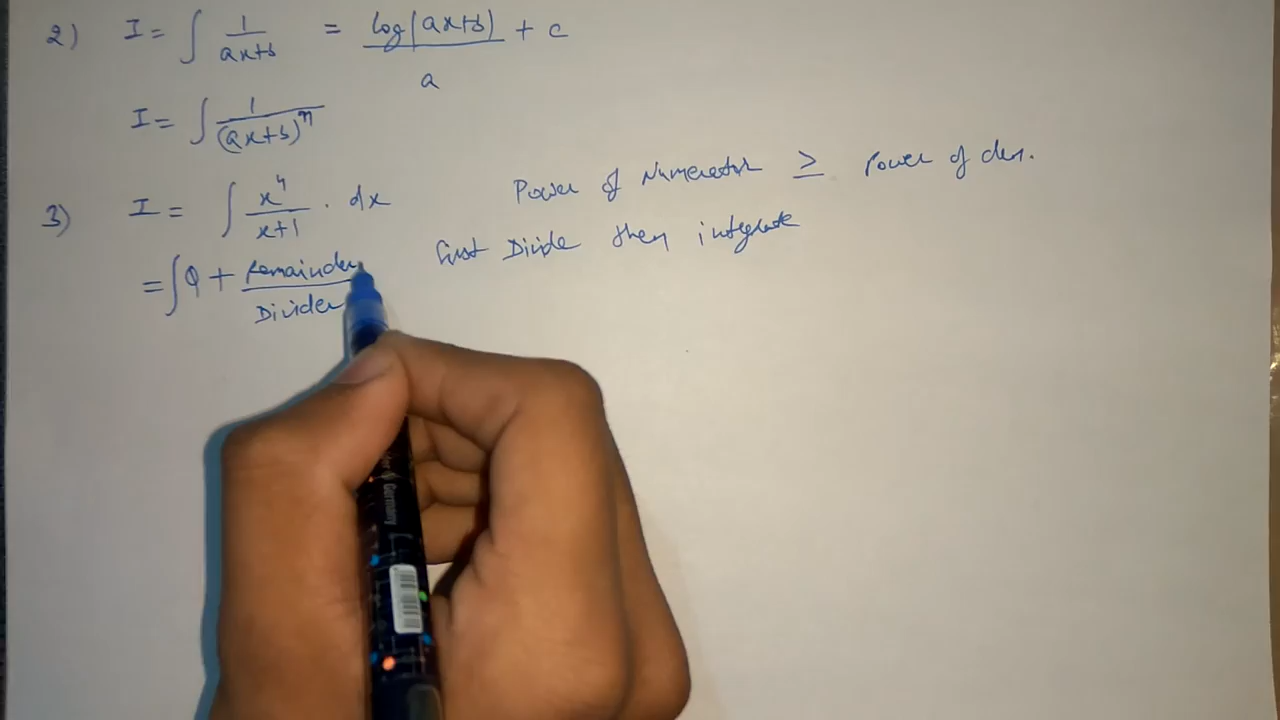 2) I = ∫ 1/(ax+b) = log(ax+b)/a + c
I = ∫ 1/(ax+b)^n
3) I = ∫ x^4/(x+1) . dx Power of Numerator ≥ Power of den.
= ∫ Q + Remainder/Divider first Divide then integrate
Germany